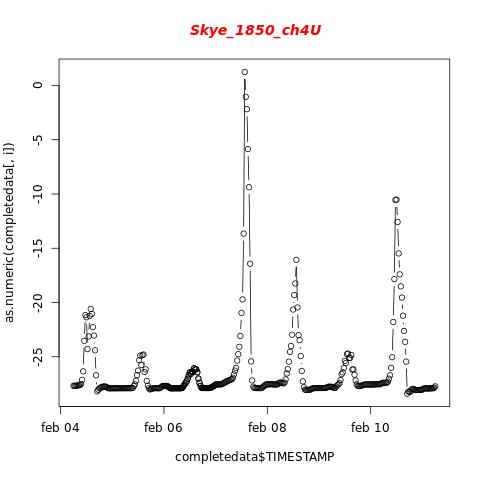 Skye_1850_ch4U
as.numeric(completedata[, i])
0
-5
-10
-15
-20
-25
feb 04
feb 06
feb 08
feb 10
completedata$TIMESTAMP